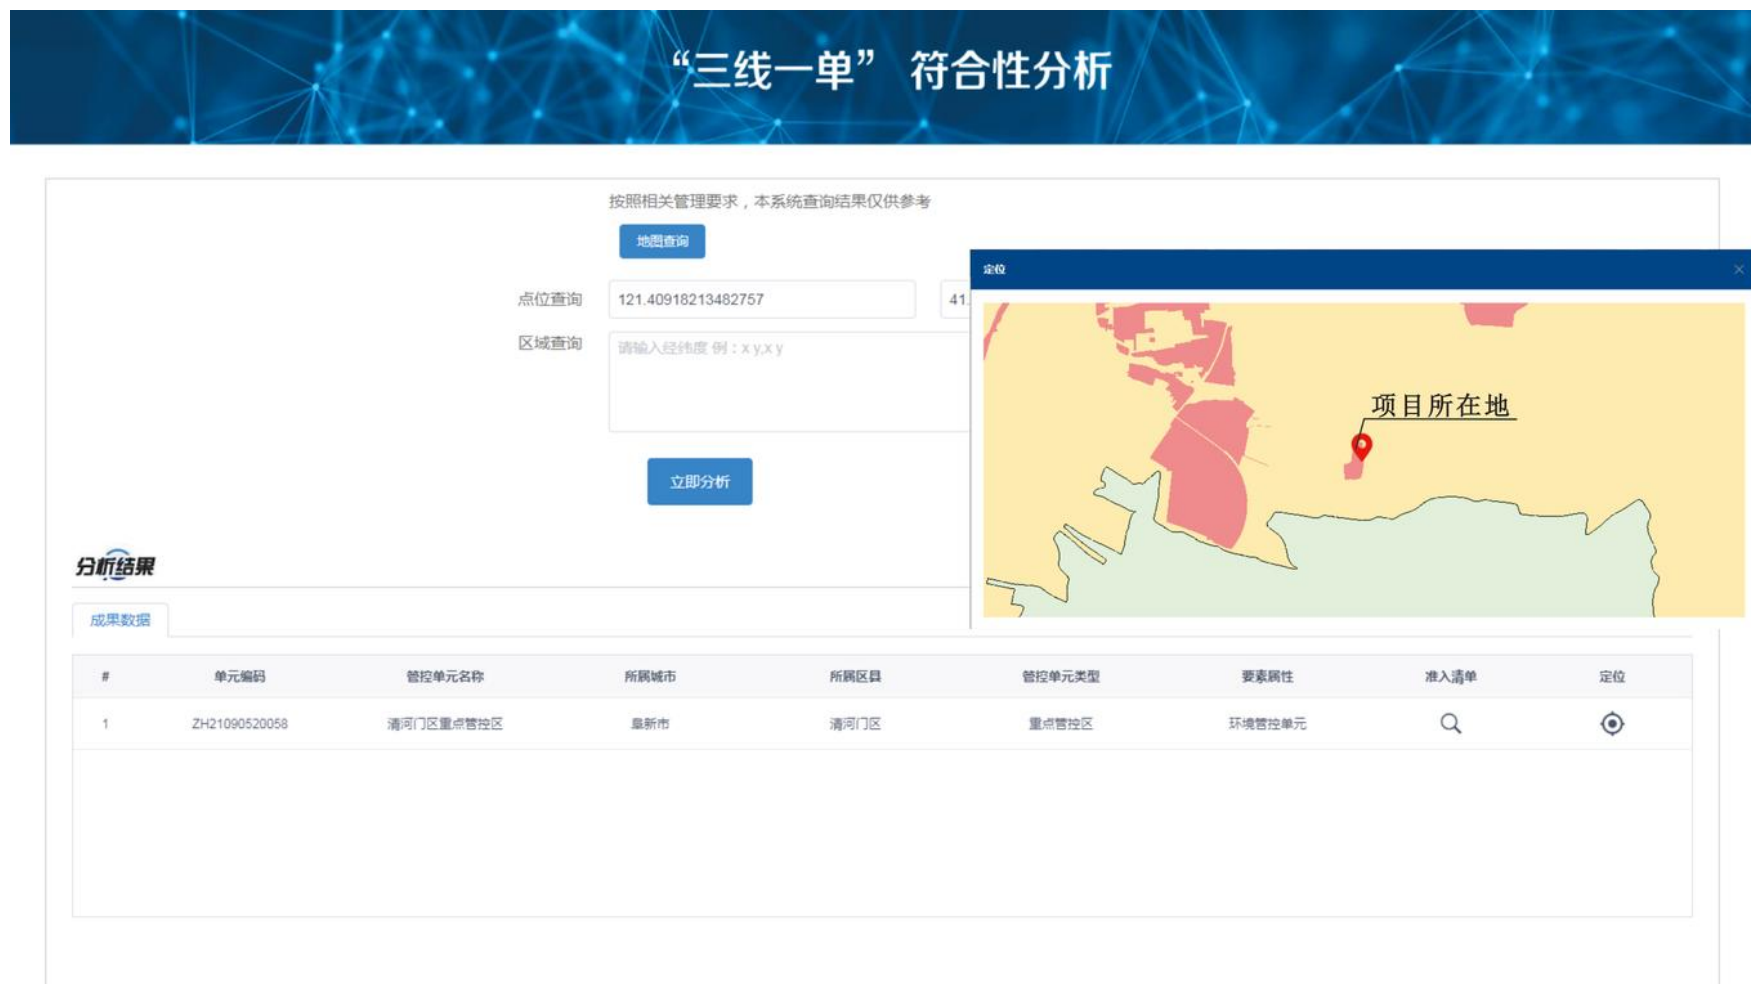 “三线一单” 符合性分析
按照相关管理要求，本系统查询结果仅供参考
地图查询
点位查询 121.40918213482757 41.
区域查询 请输入经纬度 例：x y,x y
立即分析
定位 ×
项目所在地
分析结果
成果数据
# 单元编码 管控单元名称 所属城市 所属区县 管控单元类型 要素属性 准入清单 定位
1 ZH21090520058 清河门区重点管控区 阜新市 清河门区 重点管控区 环境管控单元